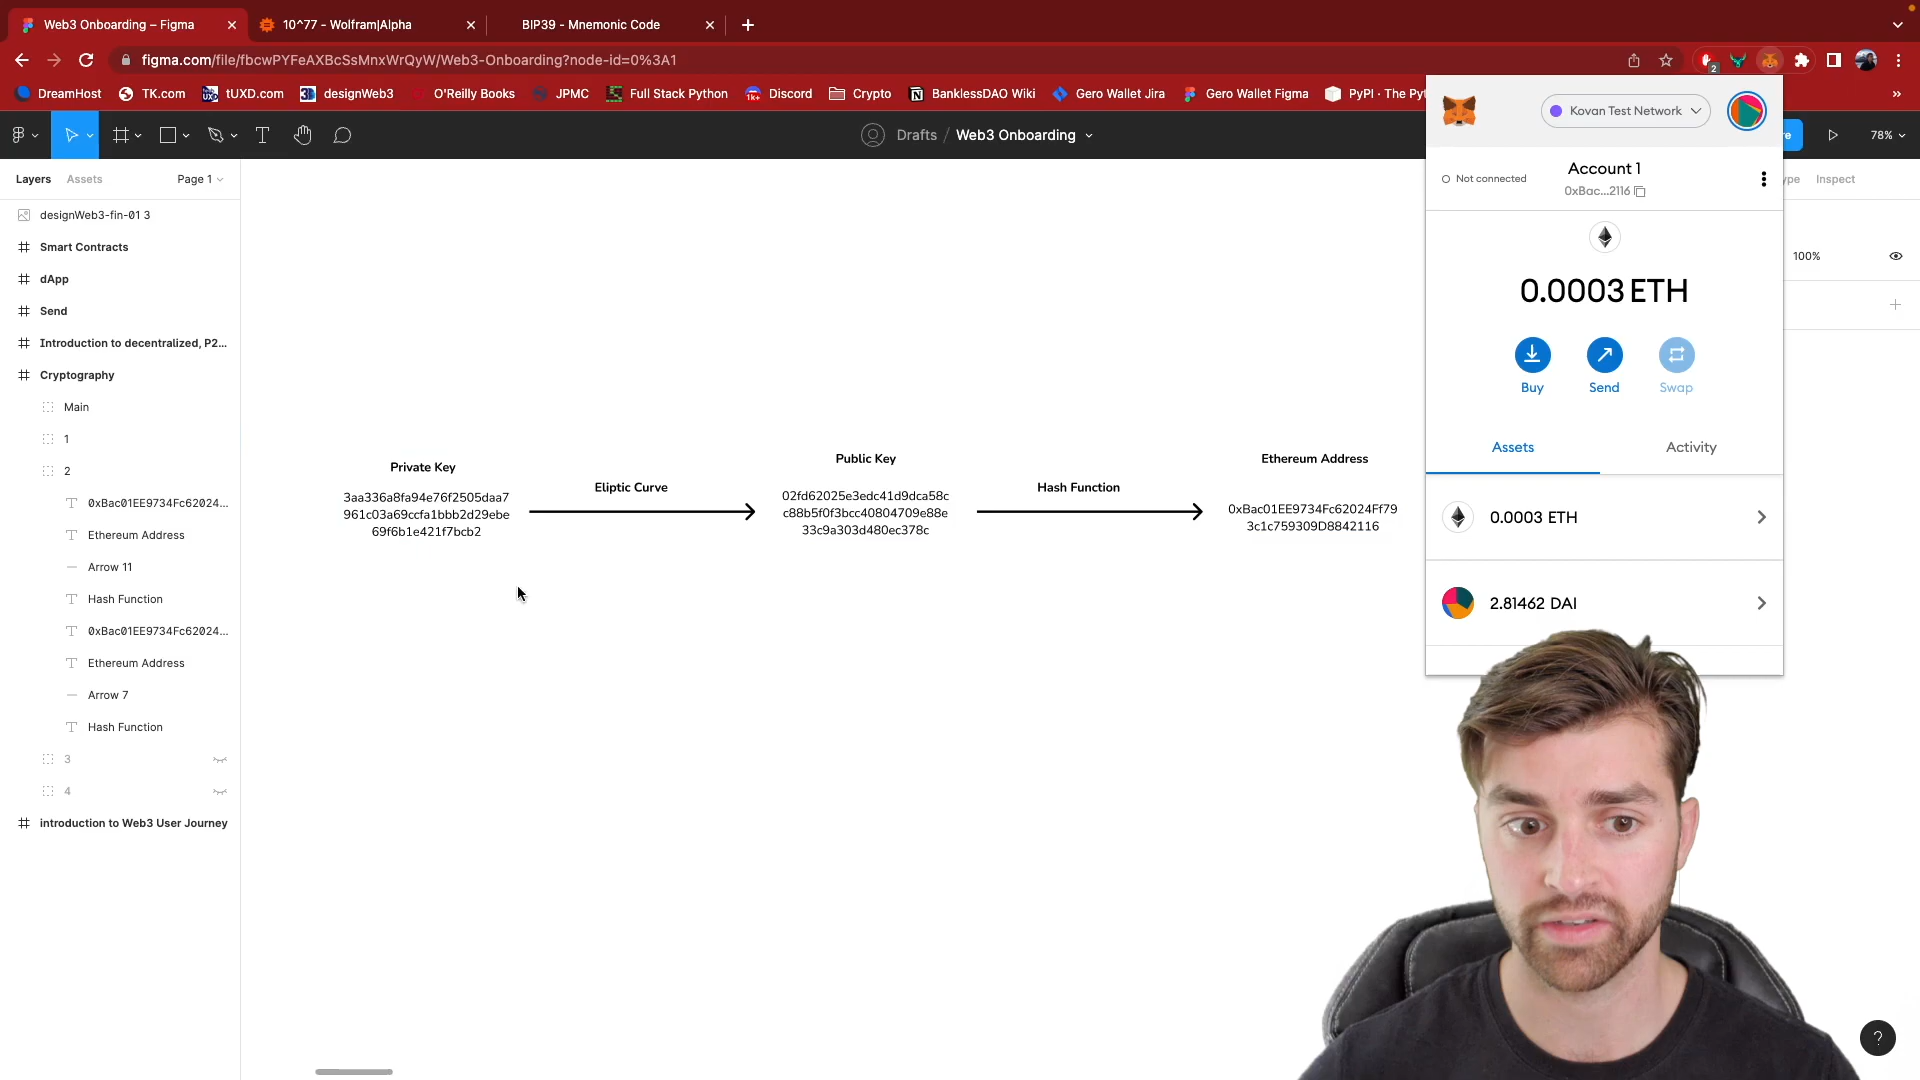 Web3 Onboarding – Figma
10^77 - Wolfram|Alpha
BIP39 - Mnemonic Code
figma.com/file/fbcwPYFeAXBcSsMnxWrQyW/Web3-Onboarding?node-id=0%3A1
2
DreamHost
TK.com
tUXD.com
designWeb3
O'Reilly Books
JPMC
Full Stack Python
Discord
Crypto
BanklessDAO Wiki
Gero Wallet Jira
Gero Wallet Figma
PyPI · The Pyt
»
Drafts / Web3 Onboarding
78%
Layers
Assets
Page 1
designWeb3-fin-01 3
Smart Contracts
dApp
Send
Introduction to decentralized, P2...
Cryptography
Main
1
2
0xBac01EE9734Fc62024...
Ethereum Address
Arrow 11
Hash Function
0xBac01EE9734Fc62024...
Ethereum Address
Arrow 7
Hash Function
3
4
introduction to Web3 User Journey
Private Key
3aa336a8fa94e76f2505daa7
961c03a69ccfa1bbb2d29ebe
69f6b1e421f7bcb2
Eliptic Curve
Public Key
02fd62025e3edc41d9dca58c
c88b5f0f3bcc40804709e88e
33c9a303d480ec378c
Hash Function
Ethereum Address
0xBac01EE9734Fc62024Ff79
3c1c759309D8842116
Kovan Test Network
Not connected
Account 1
0xBac...2116
0.0003 ETH
Buy
Send
Swap
Assets
Activity
0.0003 ETH
2.81462 DAI
Inspect
100%
?